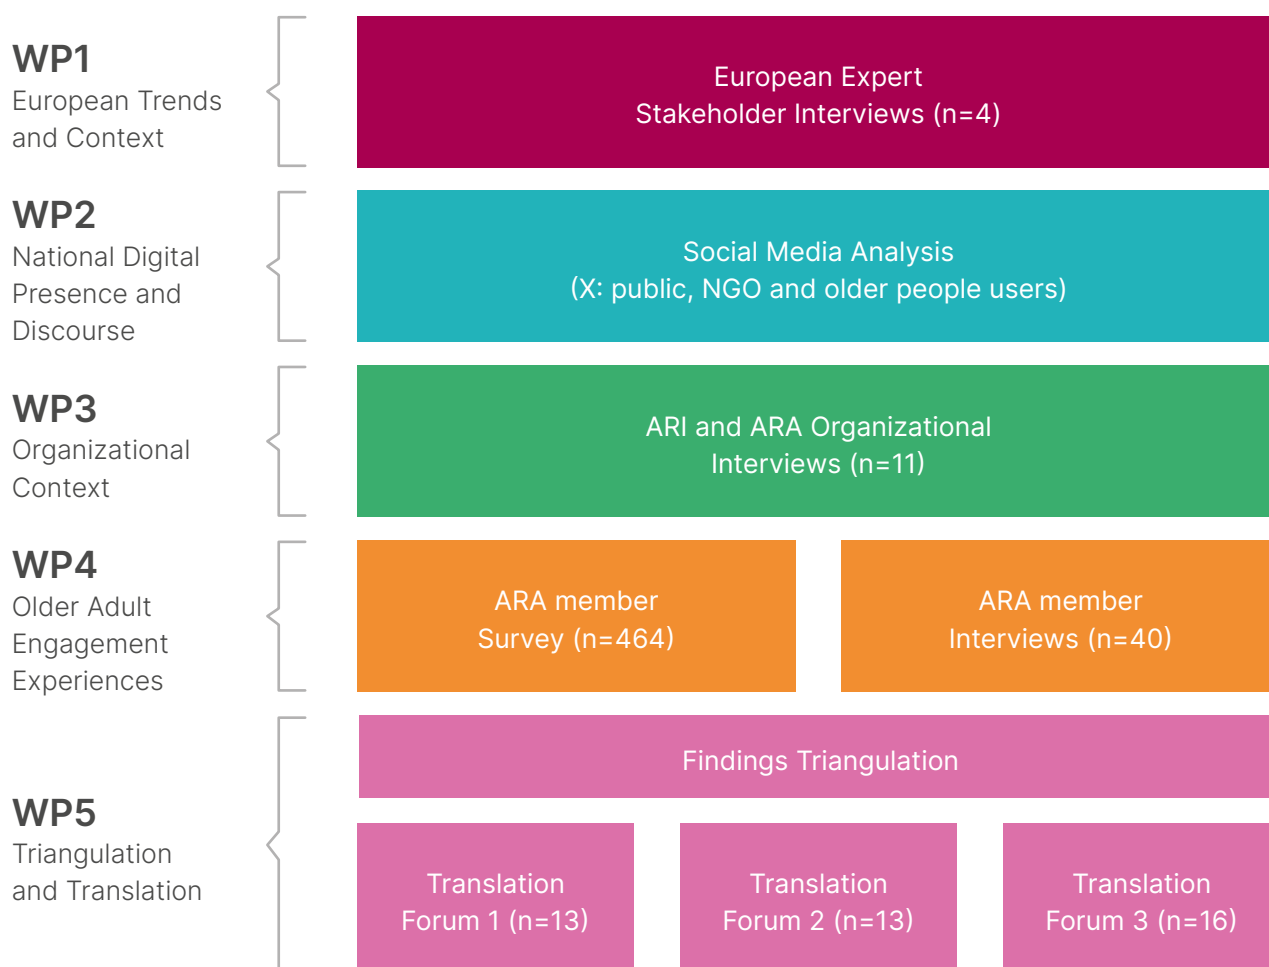 WP1
European Trends
and Context
European Expert
Stakeholder Interviews (n=4)
WP2
National Digital
Presence and
Discourse
Social Media Analysis
(X: public, NGO and older people users)
WP3
Organizational
Context
ARI and ARA Organizational
Interviews (n=11)
WP4
Older Adult
Engagement
Experiences
ARA member
Survey (n=464)
ARA member
Interviews (n=40)
WP5
Triangulation
and Translation
Findings Triangulation
Translation
Forum 1 (n=13)
Translation
Forum 2 (n=13)
Translation
Forum 3 (n=16)